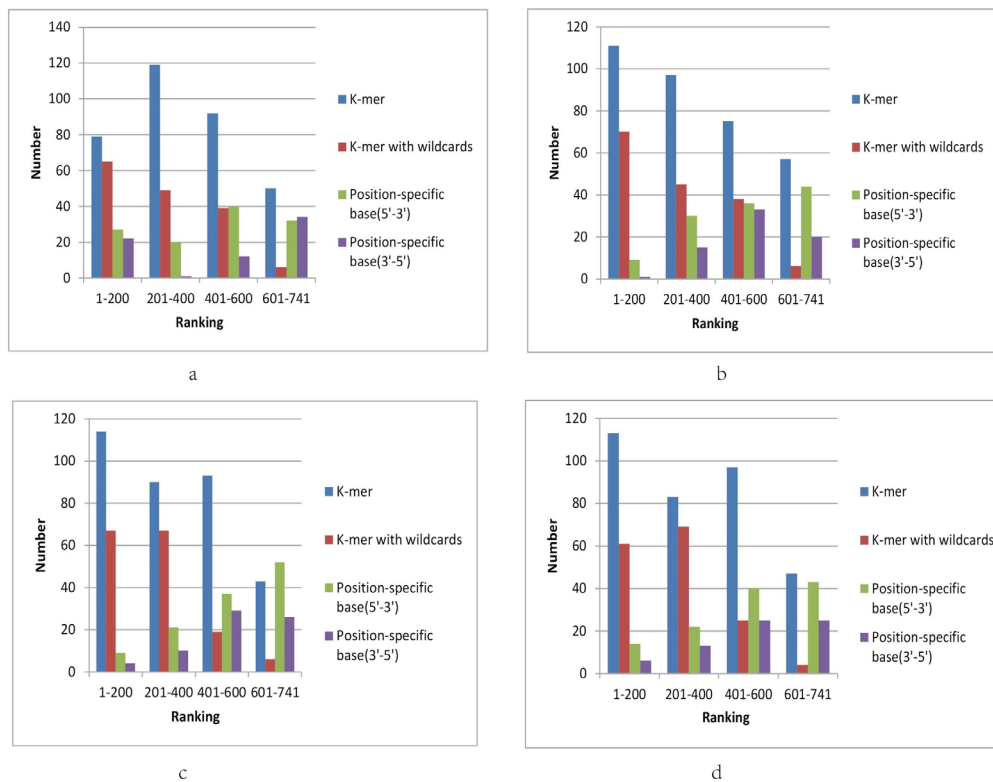 140
120
100
80
60
40
20
0
Number
1-200 201-400 401-600 601-741
Ranking
K-mer
K-mer with wildcards
Position-specific
base(5'-3')
Position-specific
base(3'-5')
a
120
100
80
60
40
20
0
Number
1-200 201-400 401-600 601-741
Ranking
K-mer
K-mer with wildcards
Position-specific
base(5'-3')
Position-specific
base(3'-5')
b
120
100
80
60
40
20
0
Number
1-200 201-400 401-600 601-741
Ranking
K-mer
K-mer with wildcards
Position-specific
base(5'-3')
Position-specific
base(3'-5')
c
120
100
80
60
40
20
0
Number
1-200 201-400 401-600 601-741
Ranking
K-mer
K-mer with wildcards
Position-specific
base(5'-3')
Position-specific
base(3'-5')
d